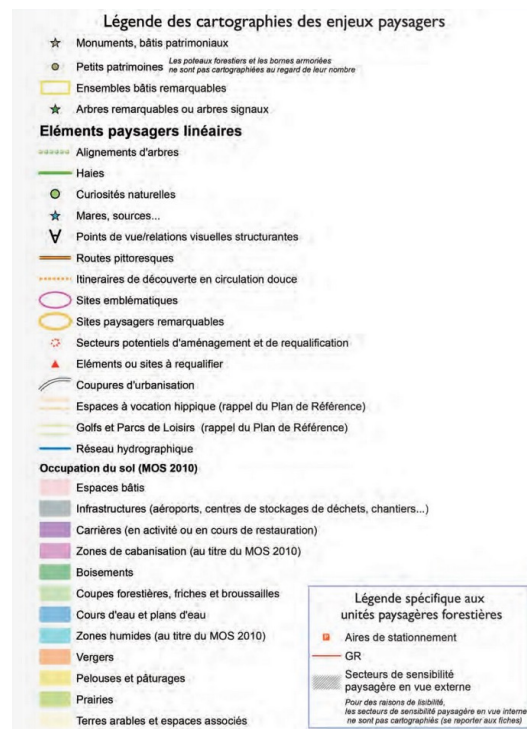 Légende des cartographies des enjeux paysagers
Monuments, bâtis patrimoniaux
Petits patrimoines Les poteaux forestiers et les bornes armoriées
ne sont pas cartographiées au regard de leur nombre
Ensembles bâtis remarquables
Arbres remarquables ou arbres signaux
Eléments paysagers linéaires
Alignements d'arbres
Haies
Curiosités naturelles
Mares, sources...
Points de vue/relations visuelles structurantes
Routes pittoresques
Itineraires de découverte en circulation douce
Sites emblématiques
Sites paysagers remarquables
Secteurs potentiels d'aménagement et de requalification
Eléments ou sites à requalifier
Coupures d'urbanisation
Espaces à vocation hippique (rappel du Plan de Référence)
Golfs et Parcs de Loisirs (rappel du Plan de Référence)
Réseau hydrographique
Occupation du sol (MOS 2010)
Espaces bâtis
Infrastructures (aéroports, centres de stockages de déchets, chantiers...)
Carrières (en activité ou en cours de restauration)
Zones de cabanisation (au titre du MOS 2010)
Boisements
Coupes forestières, friches et broussailles
Cours d'eau et plans d'eau
Zones humides (au titre du MOS 2010)
Vergers
Pelouses et pâturages
Prairies
Terres arables et espaces associés
Légende spécifique aux
unités paysagères forestières
Aires de stationnement
GR
Secteurs de sensibilité
paysagère en vue externe
Pour des raisons de lisibilité,
les secteurs de sensibilité paysagère en vue interne
ne sont pas cartographiés (se reporter aux fiches)